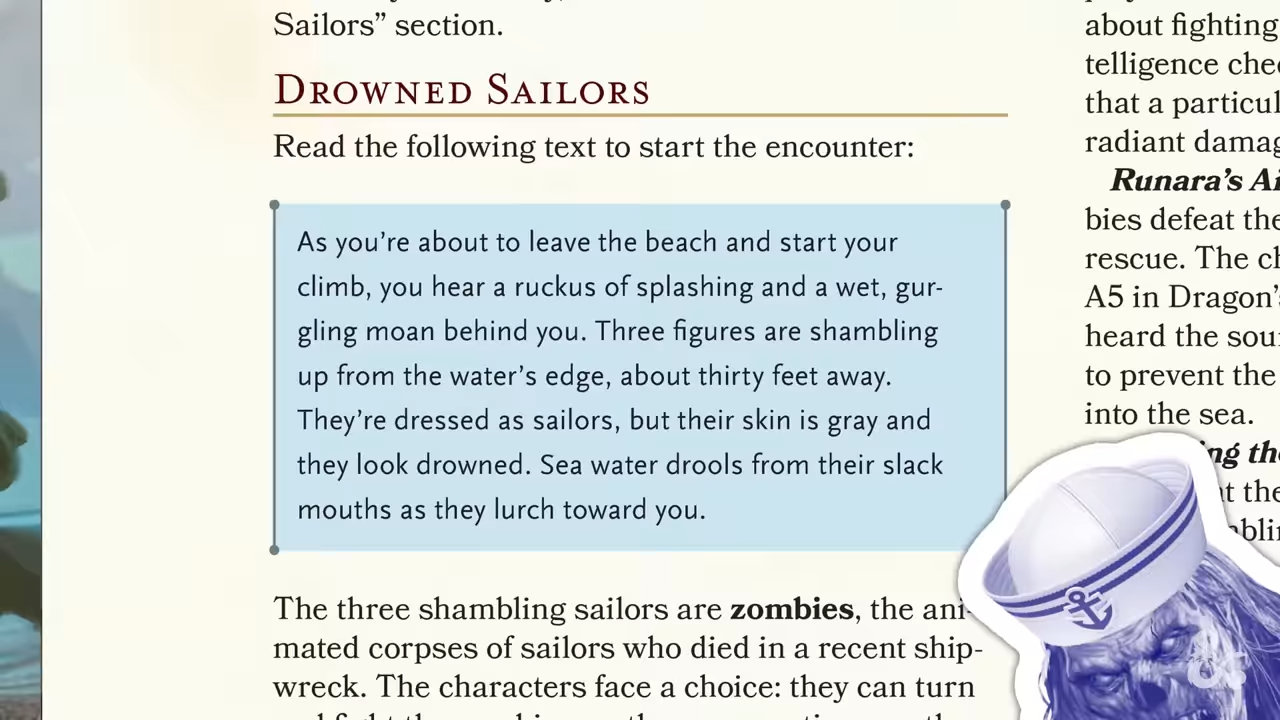 Sailors” section.
DROWNED SAILORS
Read the following text to start the encounter:
As you’re about to leave the beach and start your
climb, you hear a ruckus of splashing and a wet, gur-
gling moan behind you. Three figures are shambling
up from the water’s edge, about thirty feet away.
They’re dressed as sailors, but their skin is gray and
they look drowned. Sea water drools from their slack
mouths as they lurch toward you.
The three shambling sailors are zombies, the ani-
mated corpses of sailors who died in a recent ship-
wreck. The characters face a choice: they can turn
about fighting
that a particul
radiant damag
Runara’s Ai
bies defeat the
rescue. The ch
A5 in Dragon’s
heard the sour
to prevent the
into the sea.